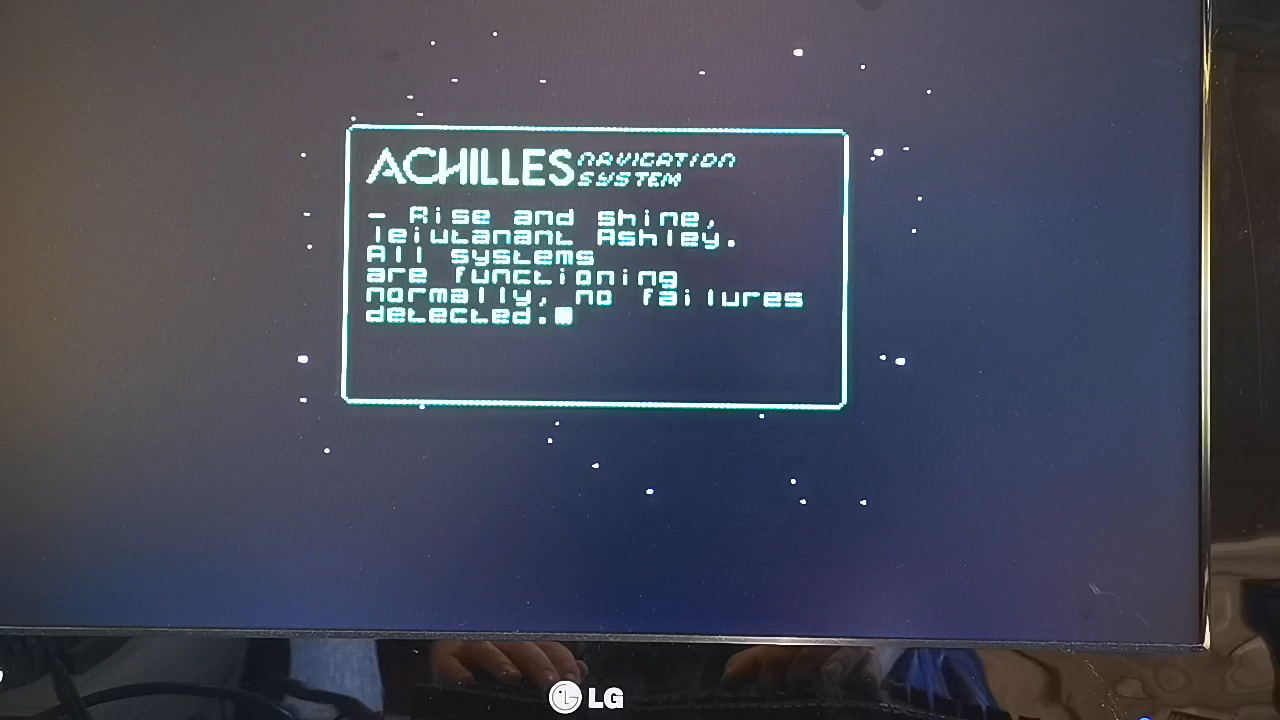 ACHILLES NAVIGATION
SYSTEM
- Rise and shine,
leiutanant Ashley.
All systems
are functioning
normally, no failures
detected.
LG